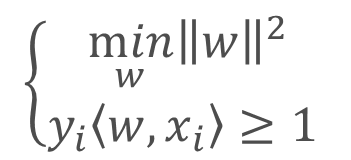 min‖w‖²
w
yᵢ⟨w, xᵢ⟩ ≥ 1